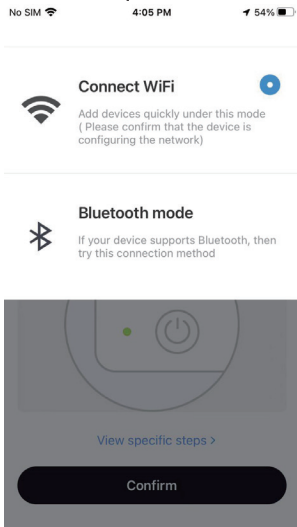 No SIM 4:05 PM 54%
Connect WiFi
Add devices quickly under this mode
( Please confirm that the device is
configuring the network)
Bluetooth mode
If your device supports Bluetooth, then
try this connection method
View specific steps >
Confirm